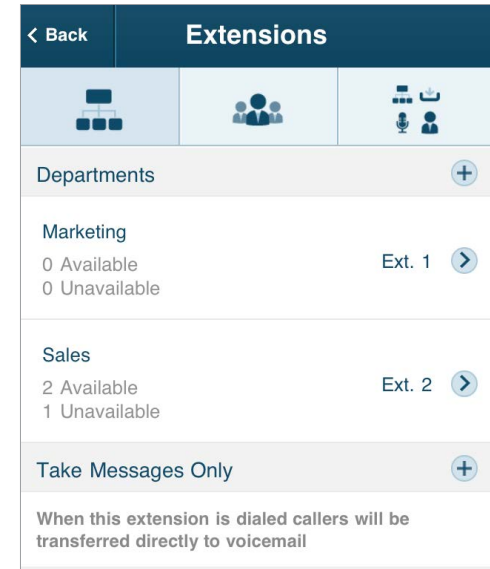 Back
Extensions
Departments
Marketing
0 Available
0 Unavailable
Ext. 1
Sales
2 Available
1 Unavailable
Ext. 2
Take Messages Only
When this extension is dialed callers will be
transferred directly to voicemail